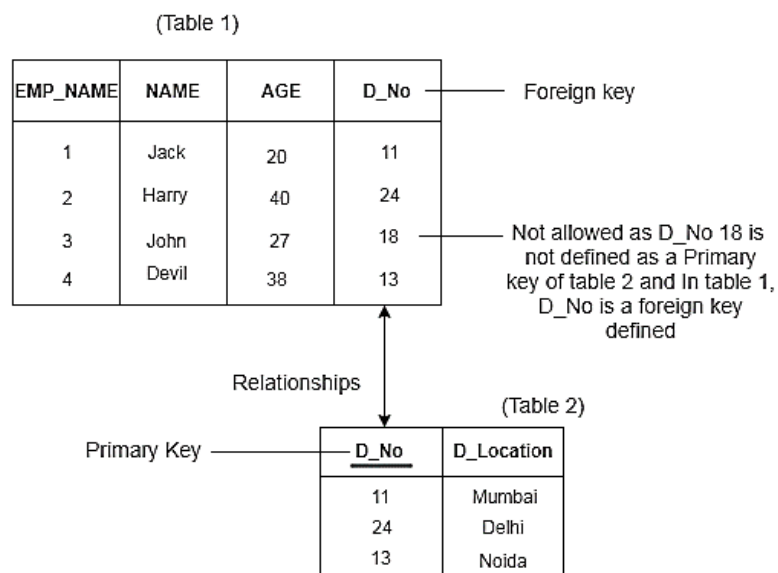 (Table 1)
EMP_NAME NAME AGE D_No Foreign key
1 Jack 20 11
2 Harry 40 24
3 John 27 18
4 Devil 38 13
Not allowed as D_No 18 is
not defined as a Primary
key of table 2 and In table 1,
D_No is a foreign key
defined
Relationships
(Table 2)
Primary Key D_No D_Location
11 Mumbai
24 Delhi
13 Noida